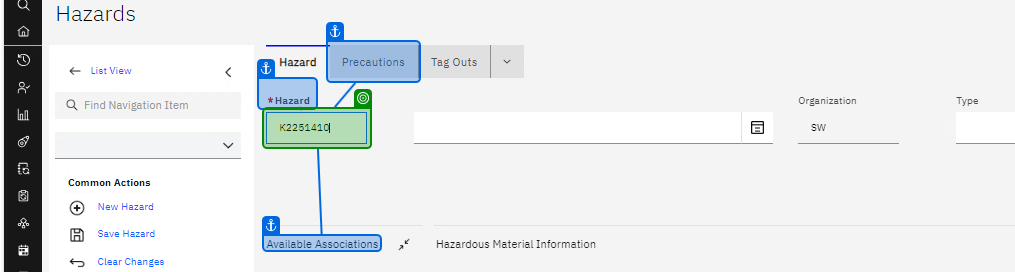 Hazards
List View
Find Navigation Item
Common Actions
New Hazard
Save Hazard
Clear Changes
Hazard
Precautions
Tag Outs
*Hazard
K2251410
Organization
SW
Type
Available Associations
Hazardous Material Information